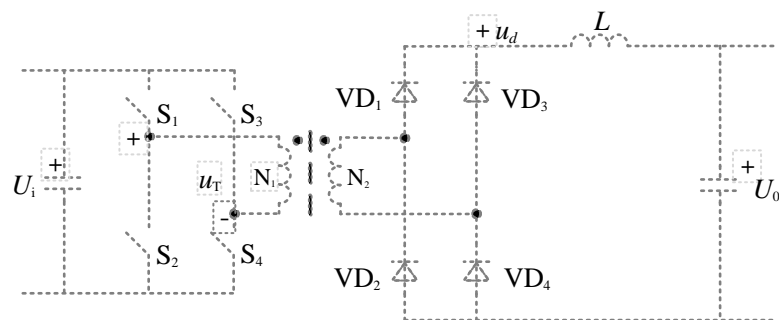 + u_d
L
VD₁
VD₃
S₁
S₃
+
+
U_i
u_T
N₁
N₂
+
U₀
-
S₂
S₄
VD₂
VD₄